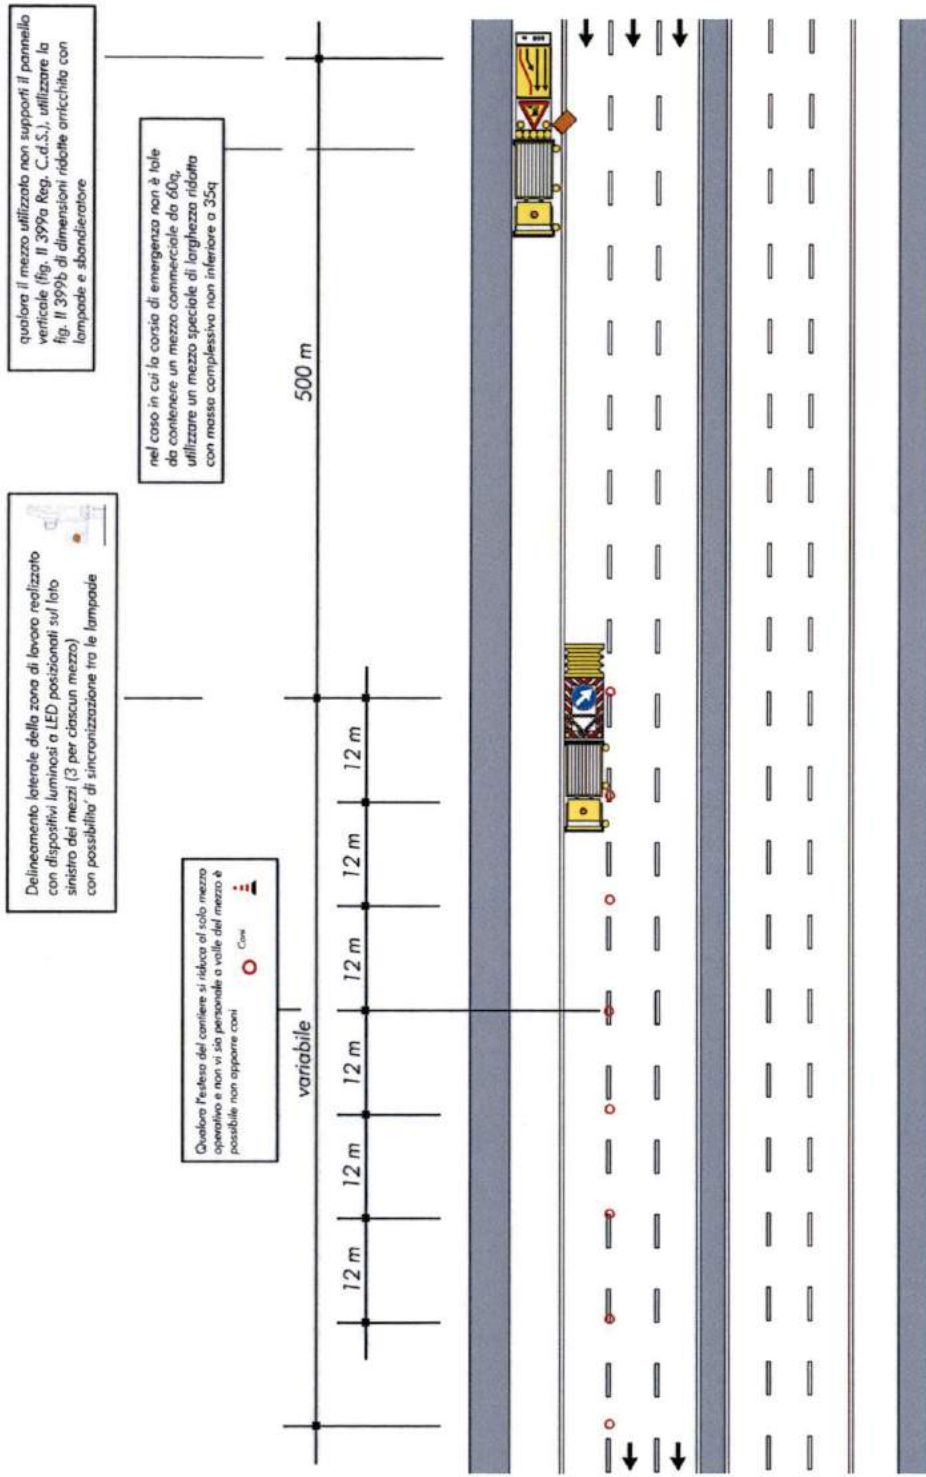 qualora il mezzo utilizzato non supporti il pannello
verticale (fig. II 399a Reg. C.d.S.), utilizzare la
fig. II 399b di dimensioni ridotte arricchita con
lampade e sbandieratore
nel caso in cui la corsia di emergenza non è tale
da contenere un mezzo commerciale da 60q,
utilizzare un mezzo speciale di larghezza ridotta
con massa complessiva non inferiore a 35q
Delineamento laterale della zona di lavoro realizzato
con dispositivi luminosi a LED posizionati sul lato
sinistro dei mezzi (3 per ciascun mezzo)
con possibilita' di sincronizzazione tra le lampade
Qualora l'estesa del cantiere si riduca al solo mezzo
operativo e non vi sia personale a valle del mezzo è
possibile non apporre coni
Coni
variabile
500 m
12 m
12 m
12 m
12 m
12 m
12 m